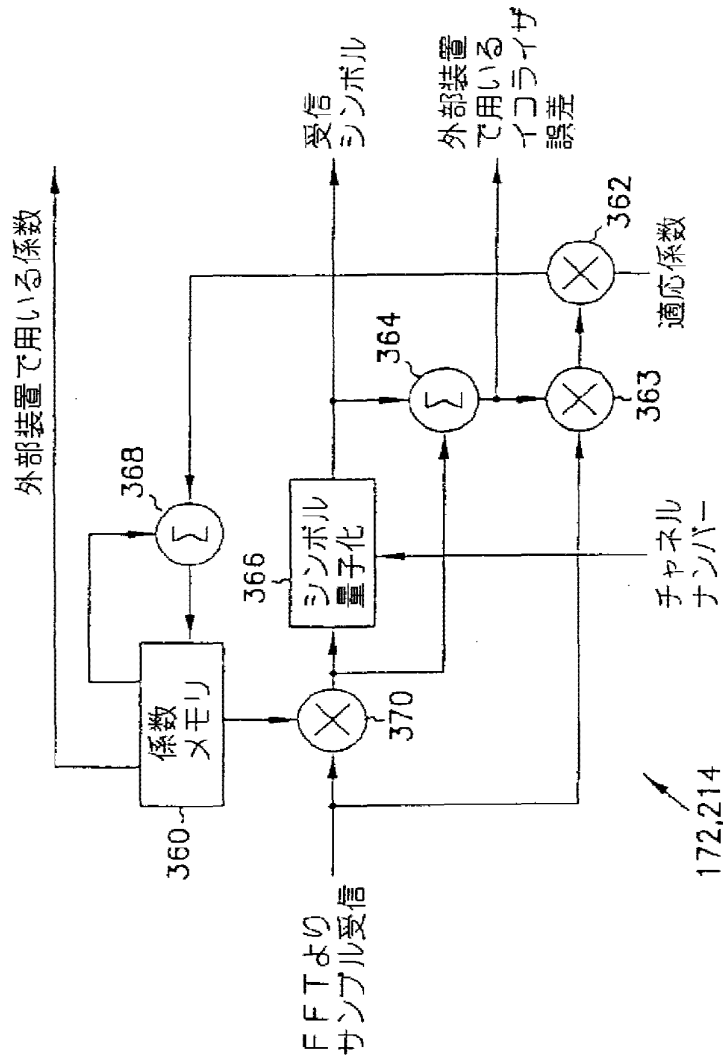 外部装置で用いる係数
368
係数
メモリ
360
366
シンボル
量子化
受信
シンボル
364
外部装置
で用いる
イコライザ
誤差
FFTより
サンプル受信
370
363
362
適応係数
チャネル
ナンバー
172,214